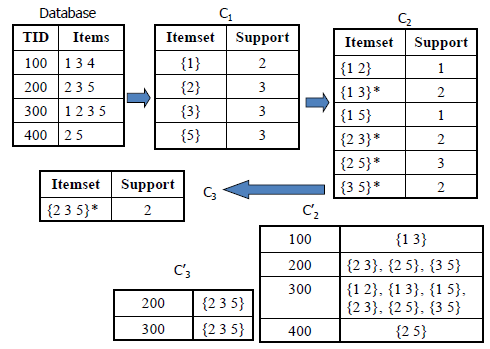 Database
TID Items
100 1 3 4
200 2 3 5
300 1 2 3 5
400 2 5
C1
Itemset Support
{1} 2
{2} 3
{3} 3
{5} 3
C2
Itemset Support
{1 2} 1
{1 3}* 2
{1 5} 1
{2 3}* 2
{2 5}* 3
{3 5}* 2
Itemset Support
{2 3 5}* 2
C3
C′2
100 {1 3}
200 {2 3}, {2 5}, {3 5}
300 {1 2}, {1 3}, {1 5},
{2 3}, {2 5}, {3 5}
400 {2 5}
C′3
200 {2 3 5}
300 {2 3 5}